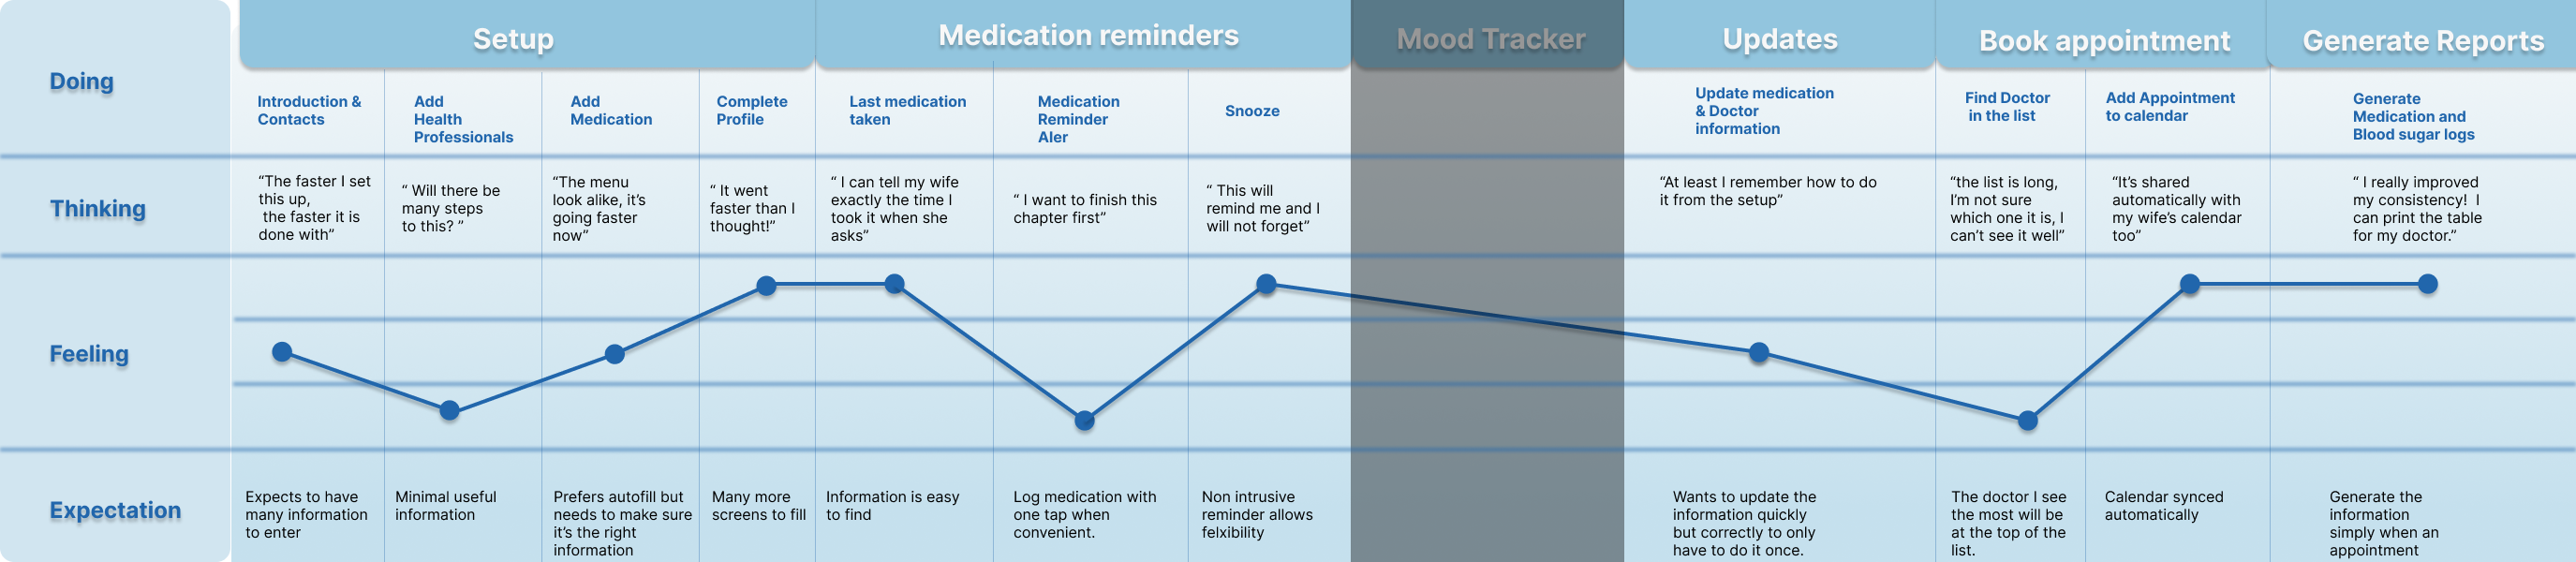 Setup
Medication reminders
Mood Tracker
Updates
Book appointment
Generate Reports
Doing
Introduction &
Contacts
Add
Health
Professionals
Add
Medication
Complete
Profile
Last medication
taken
Medication
Reminder
Aler
Snooze
Update medication
& Doctor
information
Find Doctor
in the list
Add Appointment
to calendar
Generate
Medication and
Blood sugar logs
Thinking
“The faster I set
this up,
the faster it is
done with”
“ Will there be
many steps
to this? ”
“The menu
look alike, it’s
going faster
now”
“ It went
faster than I
thought!”
“ I can tell my wife
exactly the time I
took it when she
asks”
“ I want to finish this
chapter first”
“ This will
remind me and I
will not forget”
“At least I remember how to do
it from the setup”
“the list is long,
I’m not sure
which one it is, I
can’t see it well”
“It’s shared
automatically with
my wife’s calendar
too”
“ I really improved
my consistency!  I
can print the table
for my doctor.”
Feeling
Expectation
Expects to have
many information
to enter
Minimal useful
information
Prefers autofill but
needs to make sure
it’s the right
information
Many more
screens to fill
Information is easy
to find
Log medication with
one tap when
convenient.
Non intrusive
reminder allows
felxibility
Wants to update the
information quickly
but correctly to only
have to do it once.
The doctor I see
the most will be
at the top of the
list.
Calendar synced
automatically
Generate the
information
simply when an
appointment